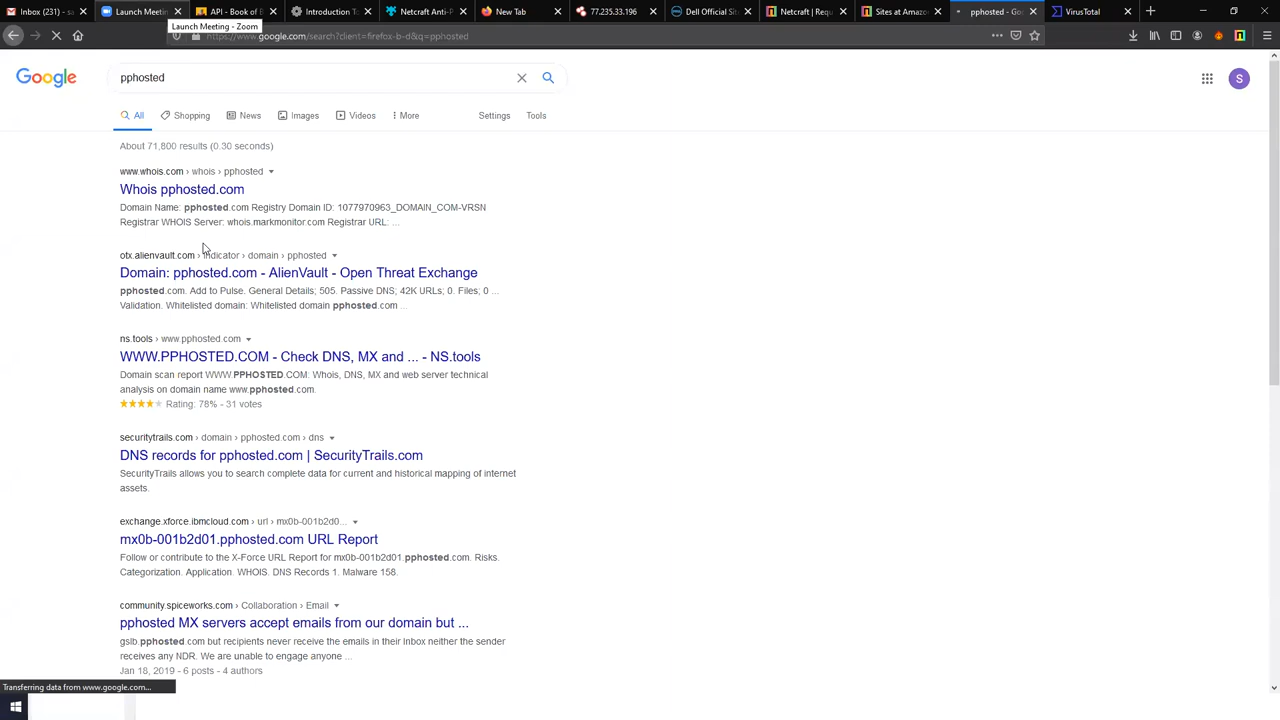 Inbox (231) - s
Launch Meetin
API - Book of B
Introduction To
Netcraft Anti-P
New Tab
77.235.33.196
Dell Official Sit
Netcraft | Requ
Sites at Amazo
pphosted - Go
VirusTotal
Launch Meeting - Zoom
https://www.google.com/search?client=firefox-b-d&q=pphosted
Google
pphosted
S
All Shopping News Images Videos More Settings Tools
About 71,800 results (0.30 seconds)
www.whois.com › whois › pphosted
Whois pphosted.com
Domain Name: pphosted.com Registry Domain ID: 1077970963_DOMAIN_COM-VRSN
Registrar WHOIS Server: whois.markmonitor.com Registrar URL: ...
otx.alienvault.com › indicator › domain › pphosted
Domain: pphosted.com - AlienVault - Open Threat Exchange
pphosted.com. Add to Pulse. General Details; 505. Passive DNS; 42K URLs; 0. Files; 0 ...
Validation. Whitelisted domain: Whitelisted domain pphosted.com ...
ns.tools › www.pphosted.com
WWW.PPHOSTED.COM - Check DNS, MX and ... - NS.tools
Domain scan report WWW.PPHOSTED.COM: Whois, DNS, MX and web server technical
analysis on domain name www.pphosted.com.
Rating: 78% - 31 votes
securitytrails.com › domain › pphosted.com › dns
DNS records for pphosted.com | SecurityTrails.com
SecurityTrails allows you to search complete data for current and historical mapping of internet
assets.
exchange.xforce.ibmcloud.com › url › mx0b-001b2d0...
mx0b-001b2d01.pphosted.com URL Report
Follow or contribute to the X-Force URL Report for mx0b-001b2d01.pphosted.com. Risks.
Categorization. Application. WHOIS. DNS Records 1. Malware 158.
community.spiceworks.com › Collaboration › Email
pphosted MX servers accept emails from our domain but ...
gslb.pphosted.com but recipients never receive the emails in their Inbox neither the sender
receives any NDR. We are unable to engage anyone ...
Jan 18, 2019 - 6 posts - 4 authors
Transferring data from www.google.com...